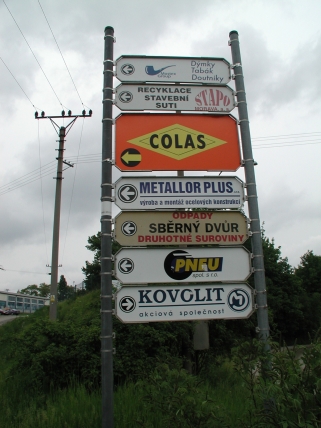 Dýmky
Tabák
Doutníky
RECYKLACE
STAVEBNÍ
SUTI
STAPO
COLAS
METALLOR PLUS
výroba a montáž ocelových konstrukcí
ODPADY
SBĚRNÝ DVŮR
DRUHOTNÉ SUROVINY
PNEU
spol. s r.o.
KOVOLIT
akciová společnost